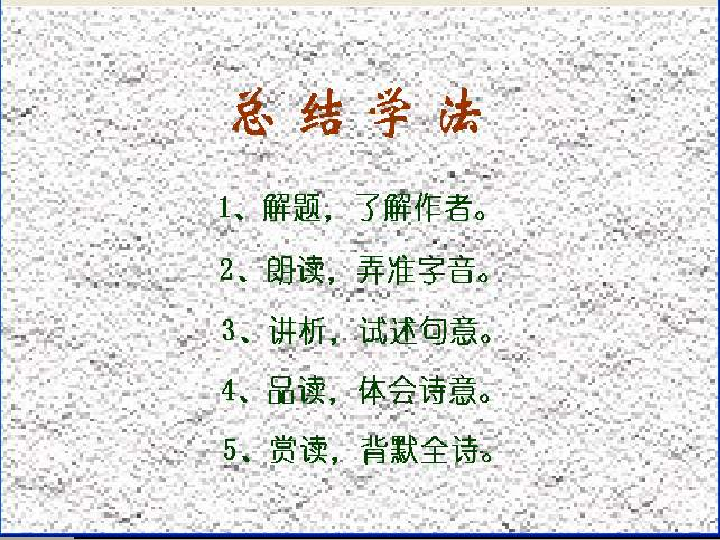 总结学法
1、解题，了解作者。
2、朗读，弄准字音。
3、讲析，试述句意。
4、品读，体会诗意。
5、赏读，背默全诗。